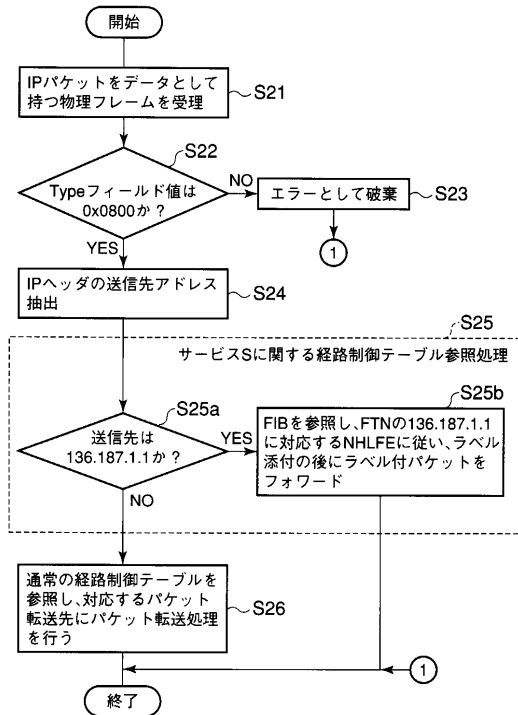 開始
IPパケットをデータとして
持つ物理フレームを受理
S21
S22
Typeフィールド値は
0x0800か?
NO
エラーとして破棄
S23
1
YES
IPヘッダの送信先アドレス
抽出
S24
S25
サービスSに関する経路制御テーブル参照処理
S25a
送信先は
136.187.1.1か?
YES
S25b
FIBを参照し、FTNの136.187.1.1
に対応するNHLFEに従い、ラベル
添付の後にラベル付パケットを
フォワード
NO
通常の経路制御テーブルを
参照し、対応するパケット
転送先にパケット転送処理
を行う
S26
1
終了